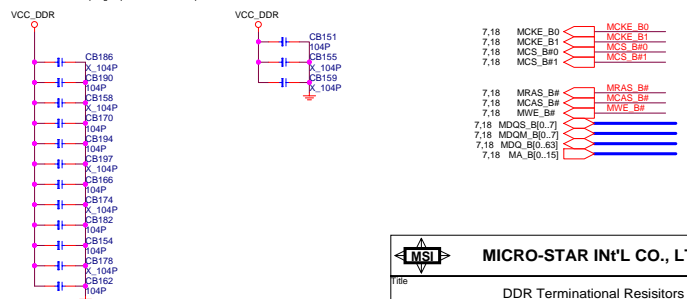 VCC_DDR
CB186
X_104P
CB190
104P
CB158
X_104P
CB170
104P
CB194
104P
CB197
X_104P
CB166
104P
CB174
X_104P
CB182
104P
CB154
104P
CB178
X_104P
CB162
104P
VCC_DDR
CB151
104P
CB155
X_104P
CB159
X_104P
7,18 MCKE_B0 MCKE_B0
7,18 MCKE_B1 MCKE_B1
7,18 MCS_B#0 MCS_B#0
7,18 MCS_B#1 MCS_B#1
7,18 MRAS_B# MRAS_B#
7,18 MCAS_B# MCAS_B#
7,18 MWE_B# MWE_B#
7,18 MDQS_B[0..7]
7,18 MDQM_B[0..7]
7,18 MDQ_B[0..63]
7,18 MA_B[0..15]
MSI MICRO-STAR INt'L CO., LT
Title
DDR Terminational Resisitors